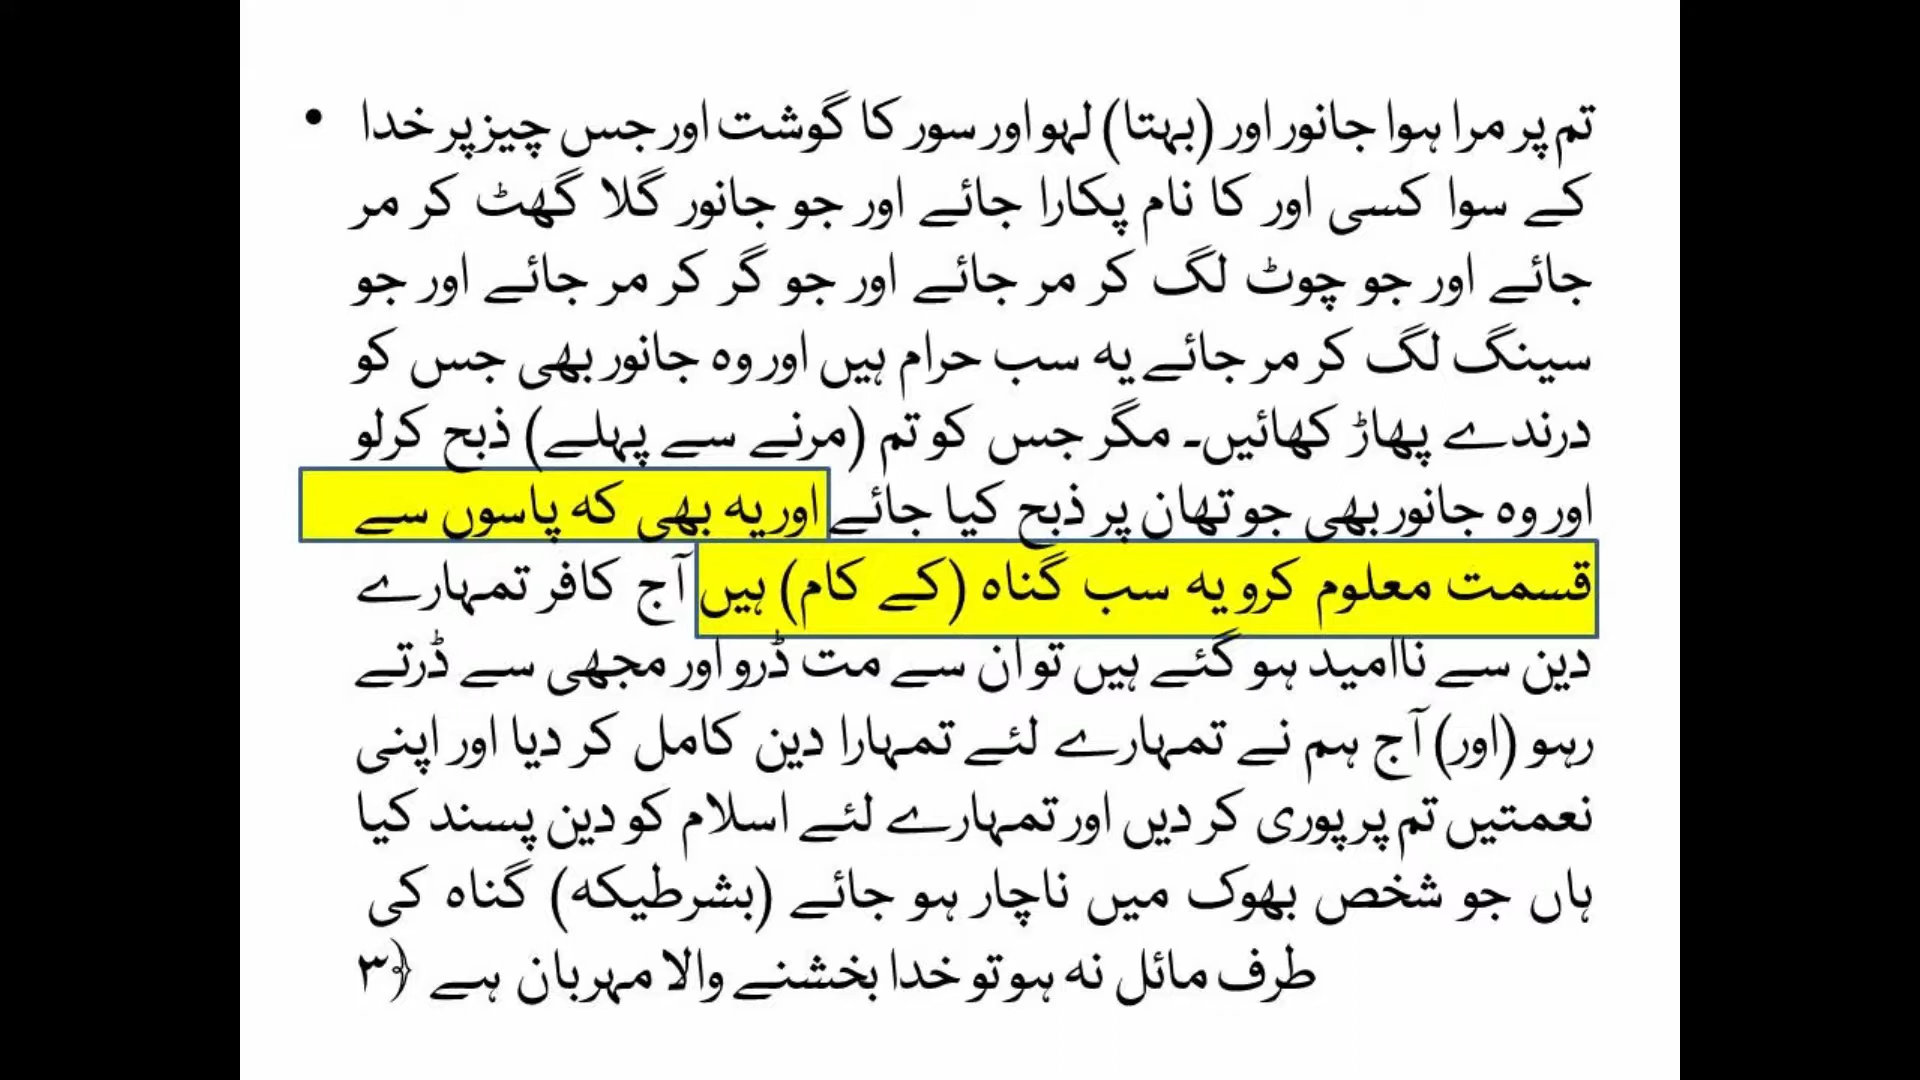 • تم پر مرا ہوا جانور اور (بہتا) لہو اور سور کا گوشت اور جس چیز پر خدا
کے سوا کسی اور کا نام پکارا جائے اور جو جانور گلا گھٹ کر مر
جائے اور جو چوٹ لگ کر مر جائے اور جو گر کر مر جائے اور جو
سینگ لگ کر مر جائے یہ سب حرام ہیں اور وہ جانور بھی جس کو
درندے پھاڑ کھائیں۔ مگر جس کو تم (مرنے سے پہلے) ذبح کرلو
اور وہ جانور بھی جو تھان پر ذبح کیا جائے اور یہ بھی کہ پاسوں سے
قسمت معلوم کرو یہ سب گناہ (کے کام) ہیں آج کافر تمہارے
دین سے ناامید ہو گئے ہیں تو ان سے مت ڈرو اور مجھی سے ڈرتے
رہو (اور) آج ہم نے تمہارے لئے تمہارا دین کامل کر دیا اور اپنی
نعمتیں تم پر پوری کر دیں اور تمہارے لئے اسلام کو دین پسند کیا
ہاں جو شخص بھوک میں ناچار ہو جائے (بشرطیکہ) گناہ کی
طرف مائل نہ ہو تو خدا بخشنے والا مہربان ہے ﴿۳